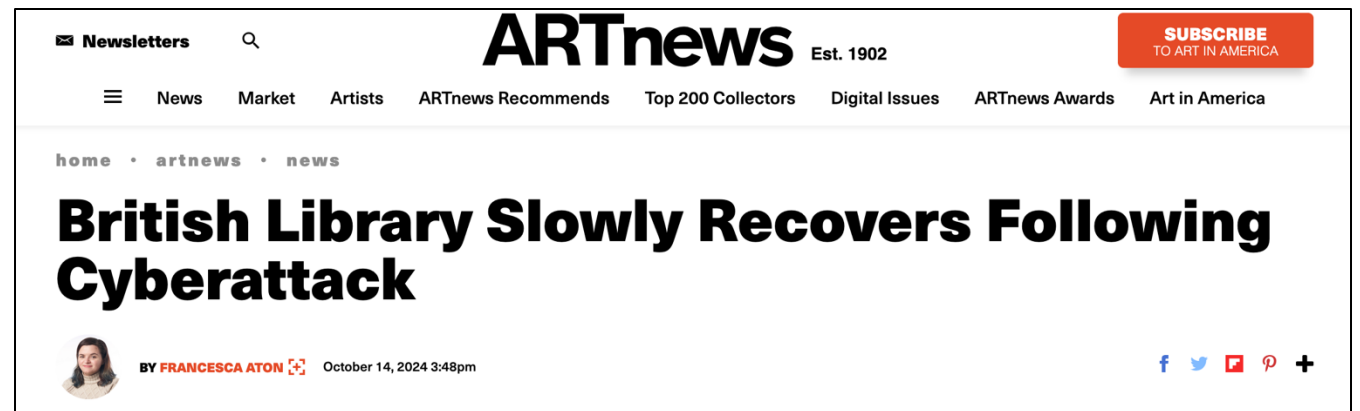 Newsletters
ARTnews Est. 1902
SUBSCRIBE
TO ART IN AMERICA
News Market Artists ARTnews Recommends Top 200 Collectors Digital Issues ARTnews Awards Art in America
home • artnews • news
British Library Slowly Recovers Following
Cyberattack
BY FRANCESCA ATON [+] October 14, 2024 3:48pm